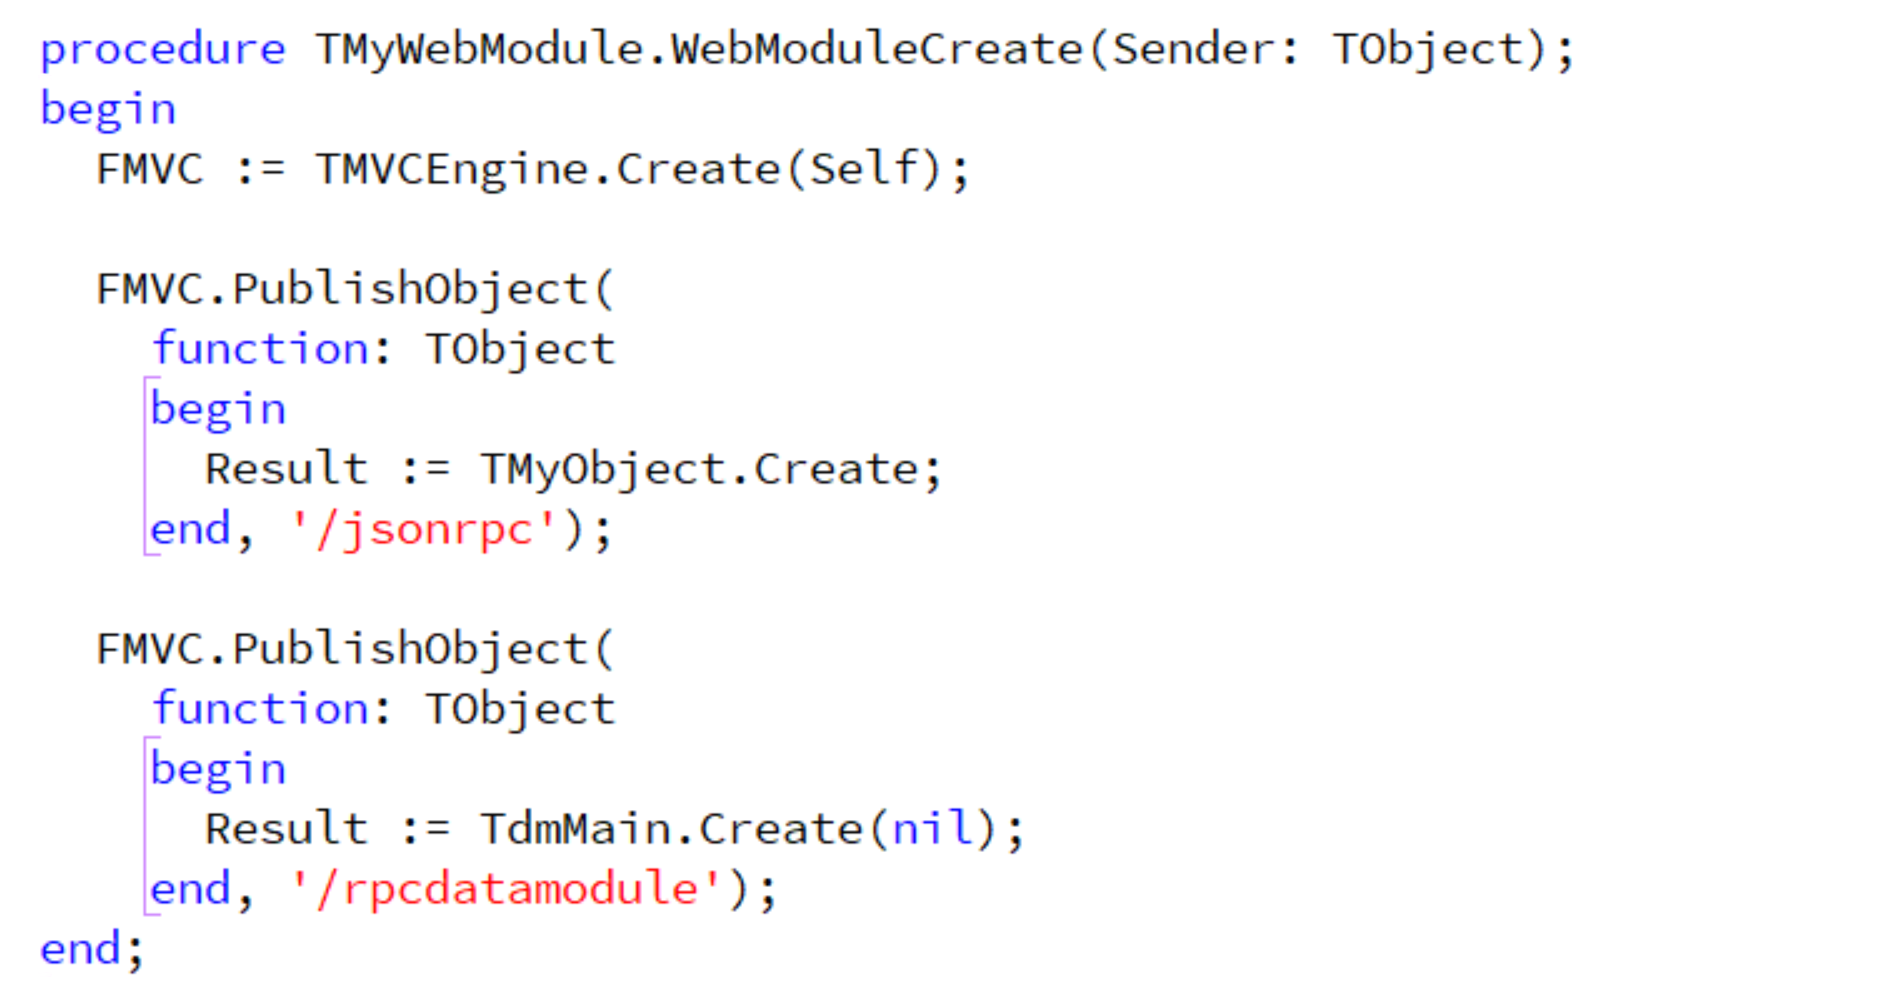 procedure TMyWebModule.WebModuleCreate(Sender: TObject);
begin
  FMVC := TMVCEngine.Create(Self);

  FMVC.PublishObject(
    function: TObject
    begin
      Result := TMyObject.Create;
    end, '/jsonrpc');

  FMVC.PublishObject(
    function: TObject
    begin
      Result := TdmMain.Create(nil);
    end, '/rpcdatamodule');
end;